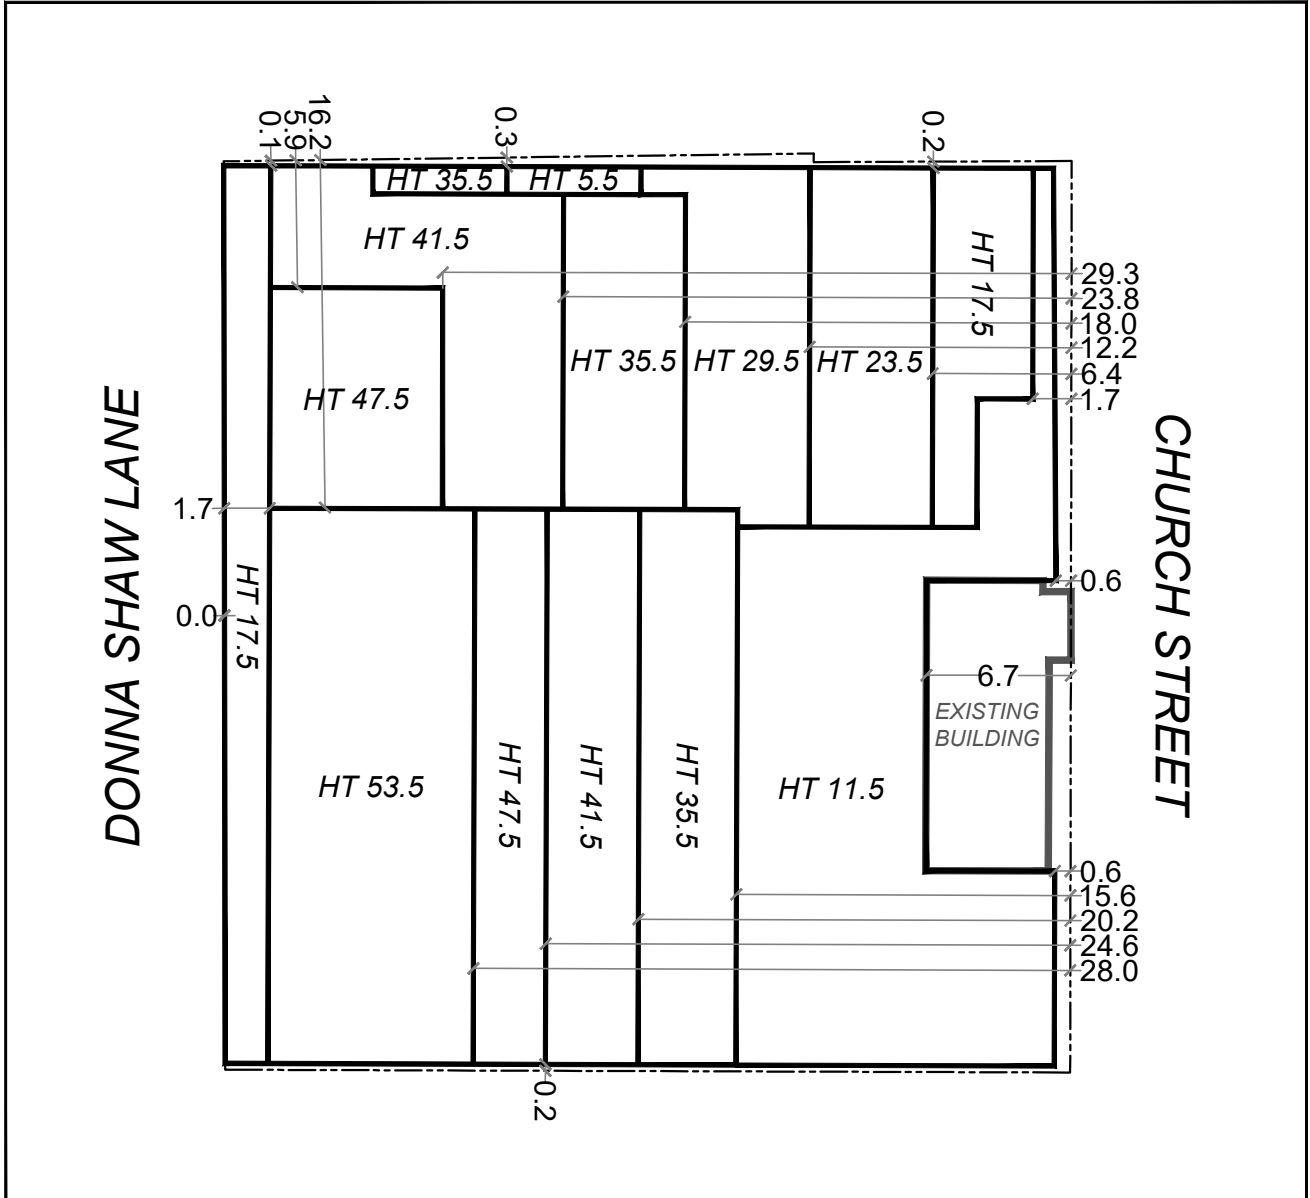 16.2
5.9
0.1
0.3
0.2
HT 35.5
HT 5.5
HT 41.5
HT 17.5
29.3
23.8
18.0
12.2
6.4
1.7
HT 35.5
HT 29.5
HT 23.5
HT 47.5
DONNA SHAW LANE
CHURCH STREET
1.7
0.0
HT 17.5
0.6
6.7
EXISTING
BUILDING
HT 53.5
HT 47.5
HT 41.5
HT 35.5
HT 11.5
0.6
15.6
20.2
24.6
28.0
0.2